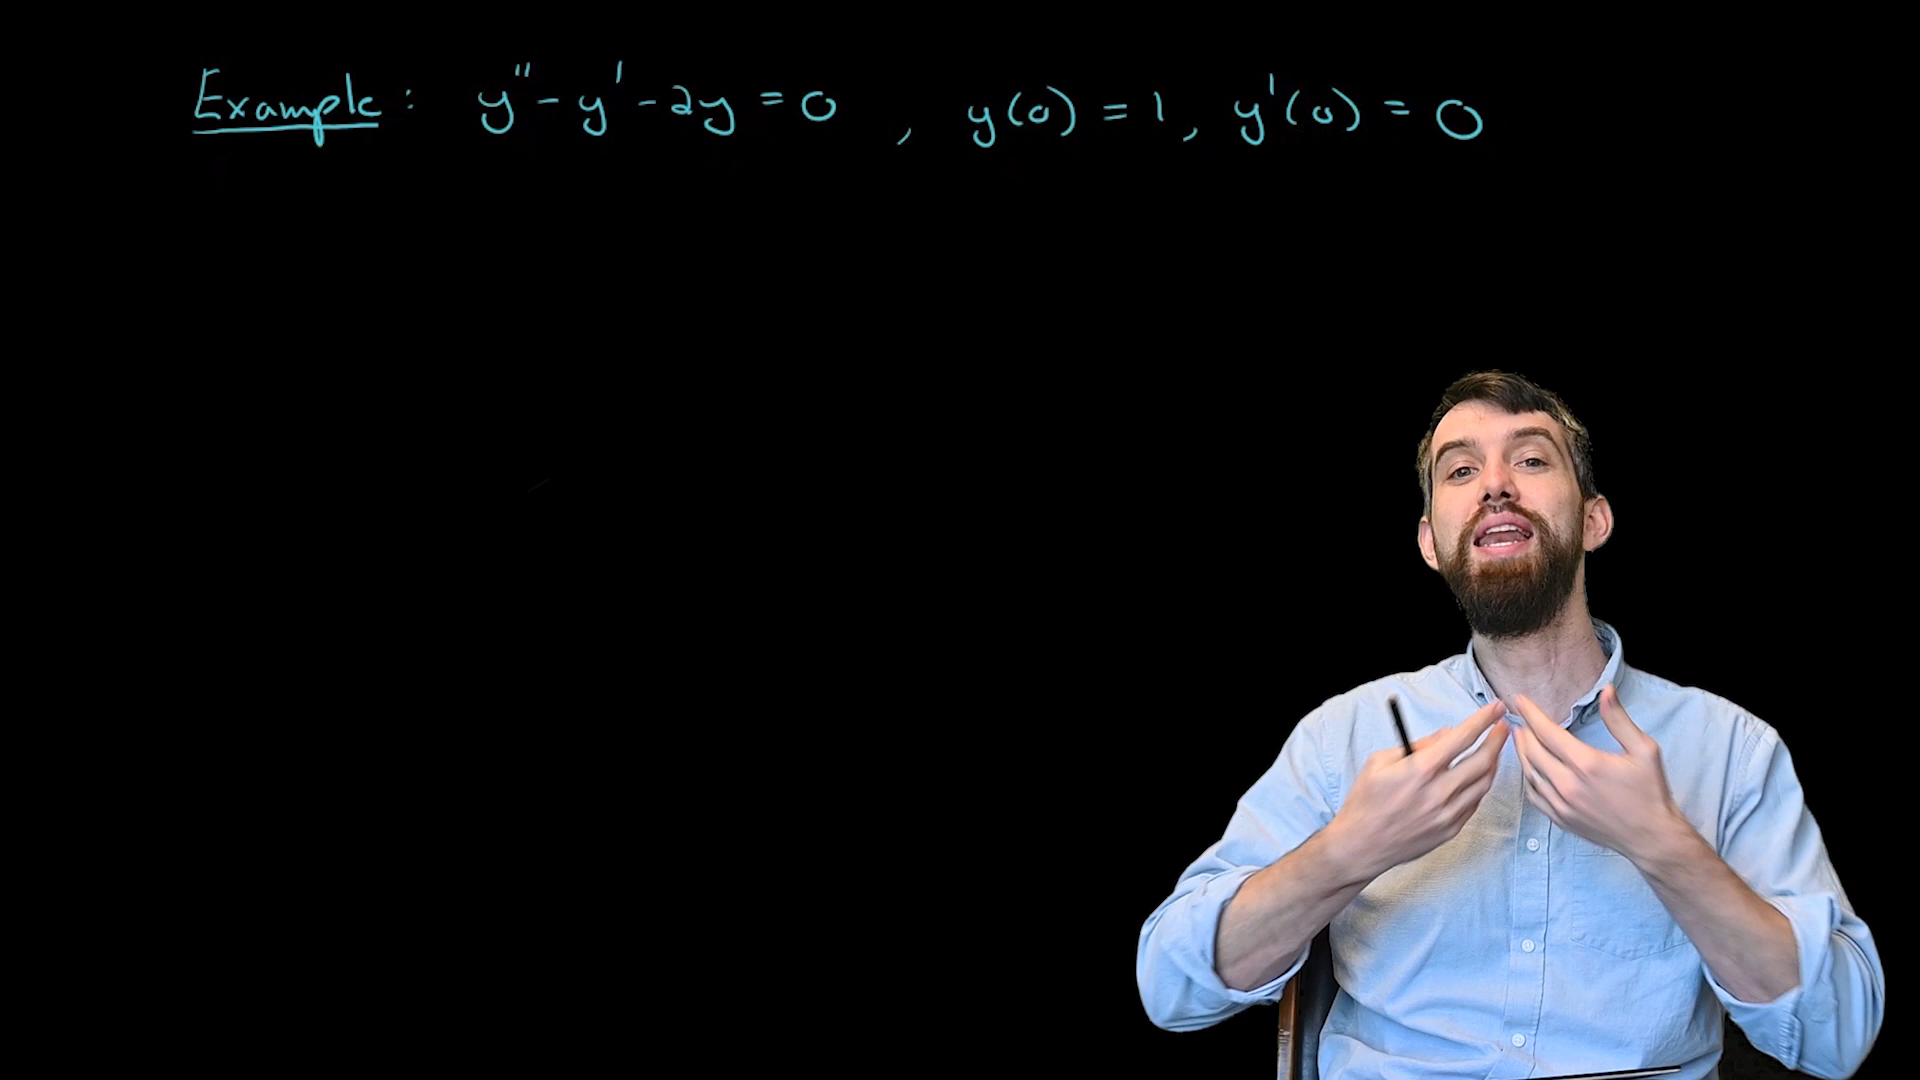 Example: y'' - y' - 2y = 0 , y(0) = 1, y'(0) = 0